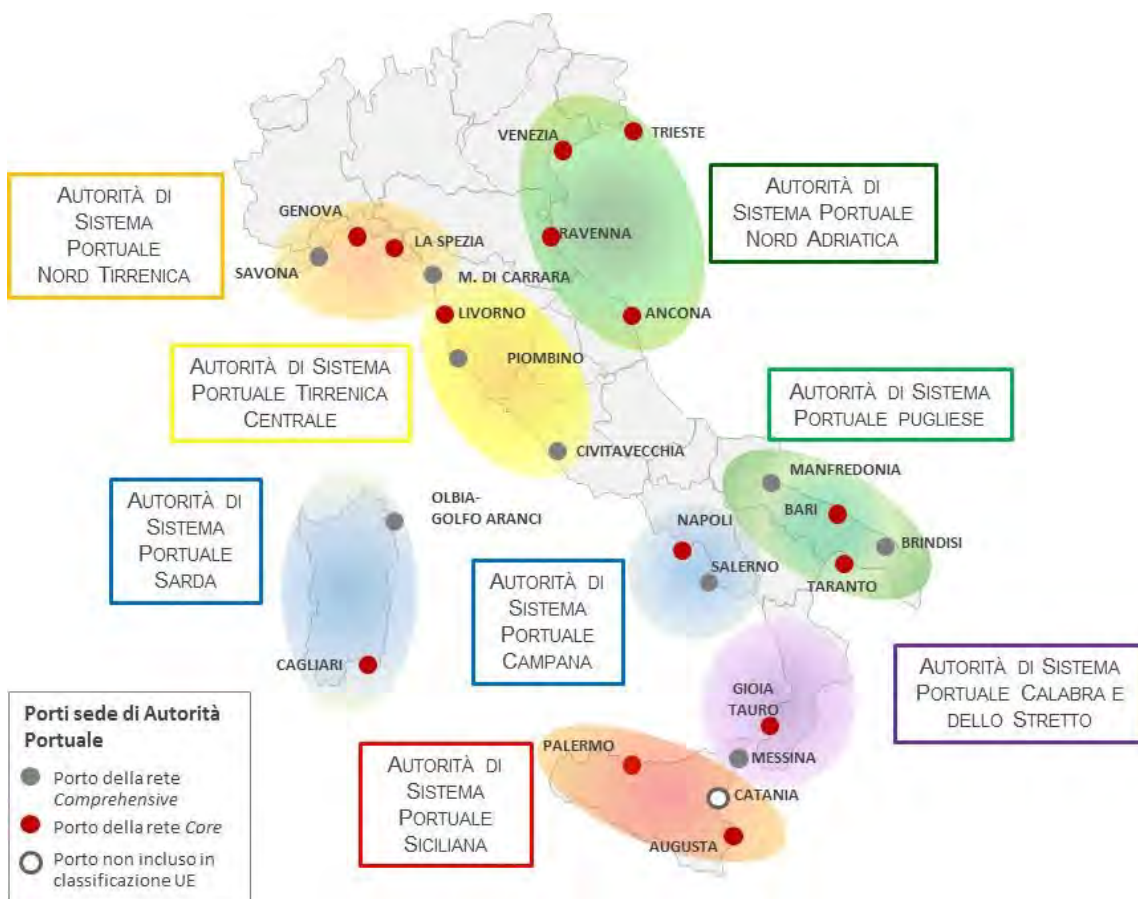 VENEZIA
TRIESTE
AUTORITÀ DI
SISTEMA
PORTUALE
NORD TIRRENICA
AUTORITÀ DI
SISTEMA PORTUALE
NORD ADRIATICA
GENOVA
LA SPEZIA
RAVENNA
SAVONA
M. DI CARRARA
LIVORNO
ANCONA
AUTORITÀ DI SISTEMA
PORTUALE TIRRENICA
CENTRALE
PIOMBINO
AUTORITÀ DI SISTEMA
PORTUALE PUGLIESE
CIVITAVECCHIA
MANFREDONIA
AUTORITÀ DI
SISTEMA
PORTUALE
SARDA
OLBIA-
GOLFO ARANCI
NAPOLI
BARI
BRINDISI
SALERNO
TARANTO
AUTORITÀ DI
SISTEMA
PORTUALE
CAMPANA
CAGLIARI
AUTORITÀ DI SISTEMA
PORTUALE CALABRA E
DELLO STRETTO
GIOIA
TAURO
PALERMO
MESSINA
CATANIA
AUGUSTA
AUTORITÀ DI
SISTEMA
PORTUALE
SICILIANA
Porti sede di Autorità
Portuale
Porto della rete
Comprehensive
Porto della rete Core
Porto non incluso in
classificazione UE